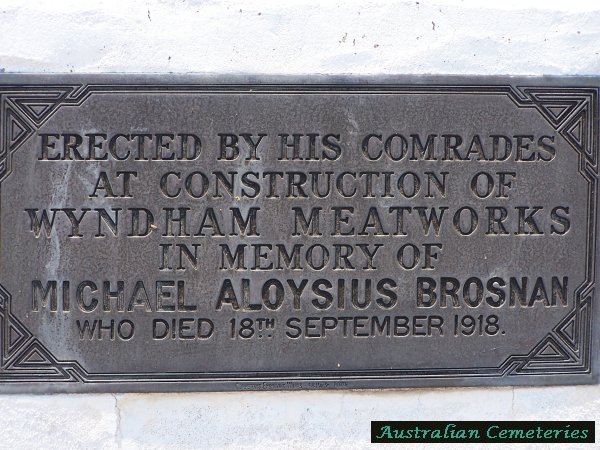 ERECTED BY HIS COMRADES
AT CONSTRUCTION OF
WYNDHAM MEATWORKS
IN MEMORY OF
MICHAEL ALOYSIUS BROSNAN
WHO DIED 18TH SEPTEMBER 1918.
Australian Cemeteries